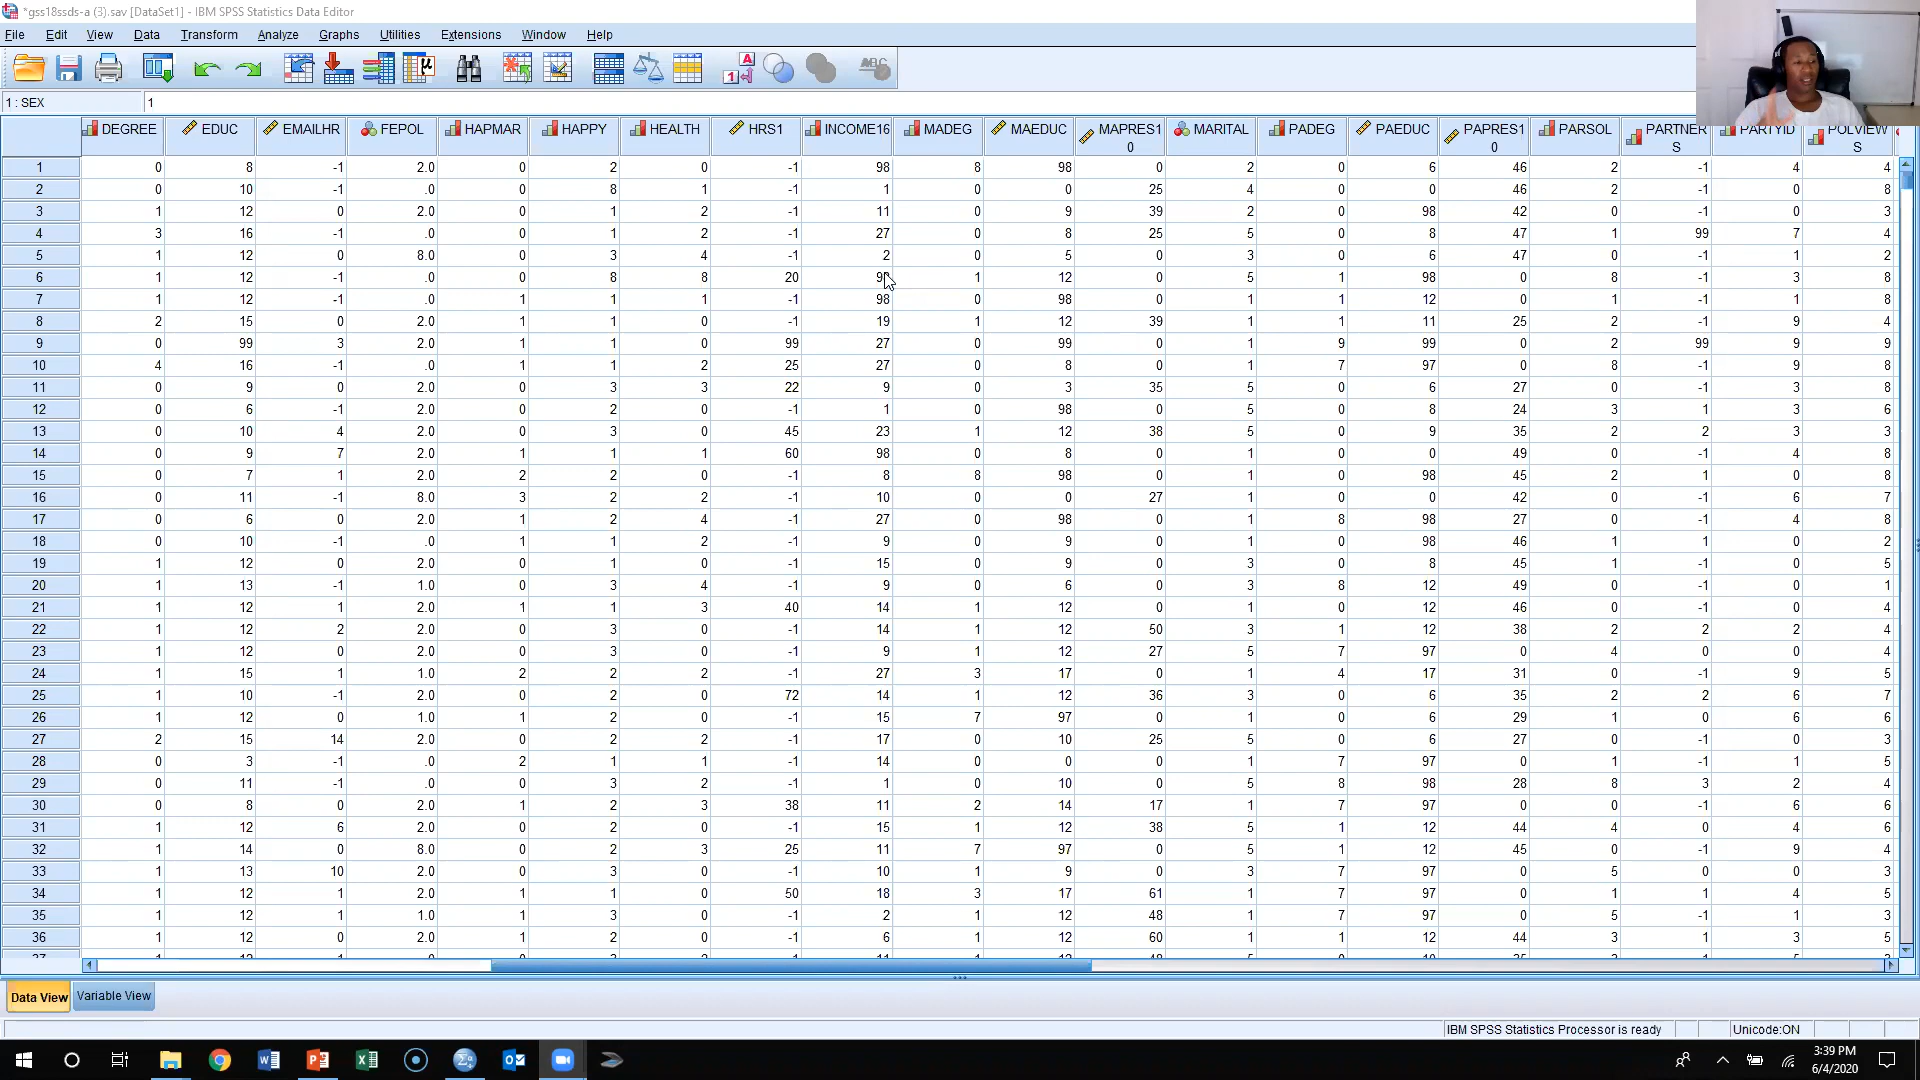 *gss18ssds-a (3).sav [DataSet1] - IBM SPSS Statistics Data Editor
File Edit View Data Transform Analyze Graphs Utilities Extensions Window Help
1 : SEX 1
DEGREE EDUC EMAILHR FEPOL HAPMAR HAPPY HEALTH HRS1 INCOME16 MADEG MAEDUC MAPRES10 MARITAL PADEG PAEDUC PAPRES10 PARSOL PARTNERS PARTYID POLVIEWS
1 0 8 -1 2.0 0 2 0 -1 98 8 98 0 2 0 6 46 2 -1 4 4
2 0 10 -1 .0 0 8 1 -1 1 0 0 25 4 0 0 46 2 -1 0 8
3 1 12 0 2.0 0 1 2 -1 11 0 9 39 2 0 98 42 0 -1 0 3
4 3 16 -1 .0 0 1 2 -1 27 0 8 25 5 0 8 47 1 99 7 4
5 1 12 0 8.0 0 3 4 -1 2 0 5 0 3 0 6 47 0 -1 1 2
6 1 12 -1 .0 0 8 8 20 9 1 12 0 5 1 98 0 8 -1 3 8
7 1 12 -1 .0 1 1 1 -1 98 0 98 0 1 1 12 0 1 -1 1 8
8 2 15 0 2.0 1 1 0 -1 19 1 12 39 1 1 11 25 2 -1 9 4
9 0 99 3 2.0 1 1 0 99 27 0 99 0 1 9 99 0 2 99 9 9
10 4 16 -1 .0 1 1 2 25 27 0 8 0 1 7 97 0 8 -1 9 8
11 0 9 0 2.0 0 3 3 22 9 0 3 35 5 0 6 27 0 -1 3 8
12 0 6 -1 2.0 0 2 0 -1 1 0 98 0 5 0 8 24 3 1 3 6
13 0 10 4 2.0 0 3 0 45 23 1 12 38 5 0 9 35 2 2 3 3
14 0 9 7 2.0 1 1 1 60 98 0 8 0 1 0 0 49 0 -1 4 8
15 0 7 1 2.0 2 2 0 -1 8 8 98 0 1 0 98 45 2 1 0 8
16 0 11 -1 8.0 3 2 2 -1 10 0 0 27 1 0 0 42 0 -1 6 7
17 0 6 0 2.0 1 2 4 -1 27 0 98 0 1 8 98 27 0 -1 4 8
18 0 10 -1 .0 1 1 2 -1 9 0 9 0 1 0 98 46 1 1 0 2
19 1 12 0 2.0 0 1 0 -1 15 0 9 0 3 0 8 45 1 -1 0 5
20 1 13 -1 1.0 0 3 4 -1 9 0 6 0 3 8 12 49 0 -1 0 1
21 1 12 1 2.0 1 1 3 40 14 1 12 0 1 0 12 46 0 -1 0 4
22 1 12 2 2.0 0 3 0 -1 14 1 12 50 3 1 12 38 2 2 2 4
23 1 12 0 2.0 0 3 0 -1 9 1 12 27 5 7 97 0 4 0 0 4
24 1 15 1 1.0 2 2 2 -1 27 3 17 0 1 4 17 31 0 -1 9 5
25 1 10 -1 2.0 0 2 0 72 14 1 12 36 3 0 6 35 2 2 6 7
26 1 12 0 1.0 1 2 0 -1 15 7 97 0 1 0 6 29 1 0 6 6
27 2 15 14 2.0 0 2 2 -1 17 0 10 25 5 0 6 27 0 -1 0 3
28 0 3 -1 .0 2 1 1 -1 14 0 0 0 1 7 97 0 1 -1 1 5
29 0 11 -1 .0 0 3 2 -1 1 0 10 0 5 8 98 28 8 3 2 4
30 0 8 0 2.0 1 2 3 38 11 2 14 17 1 7 97 0 0 -1 6 6
31 1 12 6 2.0 0 2 0 -1 15 1 12 38 5 1 12 44 4 0 4 6
32 1 14 0 8.0 0 2 3 25 11 7 97 0 5 1 12 45 0 -1 9 4
33 1 13 10 2.0 0 3 0 -1 10 1 9 0 3 7 97 0 5 0 0 3
34 1 12 1 2.0 1 1 0 50 18 3 17 61 1 7 97 0 1 1 4 5
35 1 12 1 1.0 1 3 0 -1 2 1 12 48 1 7 97 0 5 -1 1 3
36 1 12 0 2.0 1 2 0 -1 6 1 12 60 1 1 12 44 3 1 3 5
Data View Variable View
IBM SPSS Statistics Processor is ready Unicode:ON
3:39 PM
6/4/2020